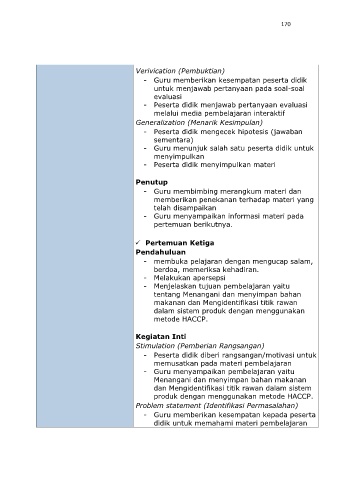 170
Verivication (Pembuktian)
- Guru memberikan kesempatan peserta didik
untuk menjawab pertanyaan pada soal-soal
evaluasi
- Peserta didik menjawab pertanyaan evaluasi
melalui media pembelajaran interaktif
Generalization (Menarik Kesimpulan)
- Peserta didik mengecek hipotesis (jawaban
sementara)
- Guru menunjuk salah satu peserta didik untuk
menyimpulkan
- Peserta didik menyimpulkan materi
Penutup
- Guru membimbing merangkum materi dan
memberikan penekanan terhadap materi yang
telah disampaikan
- Guru menyampaikan informasi materi pada
pertemuan berikutnya.
✓ Pertemuan Ketiga
Pendahuluan
- membuka pelajaran dengan mengucap salam,
berdoa, memeriksa kehadiran.
- Melakukan apersepsi
- Menjelaskan tujuan pembelajaran yaitu
tentang Menangani dan menyimpan bahan
makanan dan Mengidentifikasi titik rawan
dalam sistem produk dengan menggunakan
metode HACCP.
Kegiatan Inti
Stimulation (Pemberian Rangsangan)
- Peserta didik diberi rangsangan/motivasi untuk
memusatkan pada materi pembelajaran
- Guru menyampaikan pembelajaran yaitu
Menangani dan menyimpan bahan makanan
dan Mengidentifikasi titik rawan dalam sistem
produk dengan menggunakan metode HACCP.
Problem statement (Identifikasi Permasalahan)
- Guru memberikan kesempatan kepada peserta
didik untuk memahami materi pembelajaran